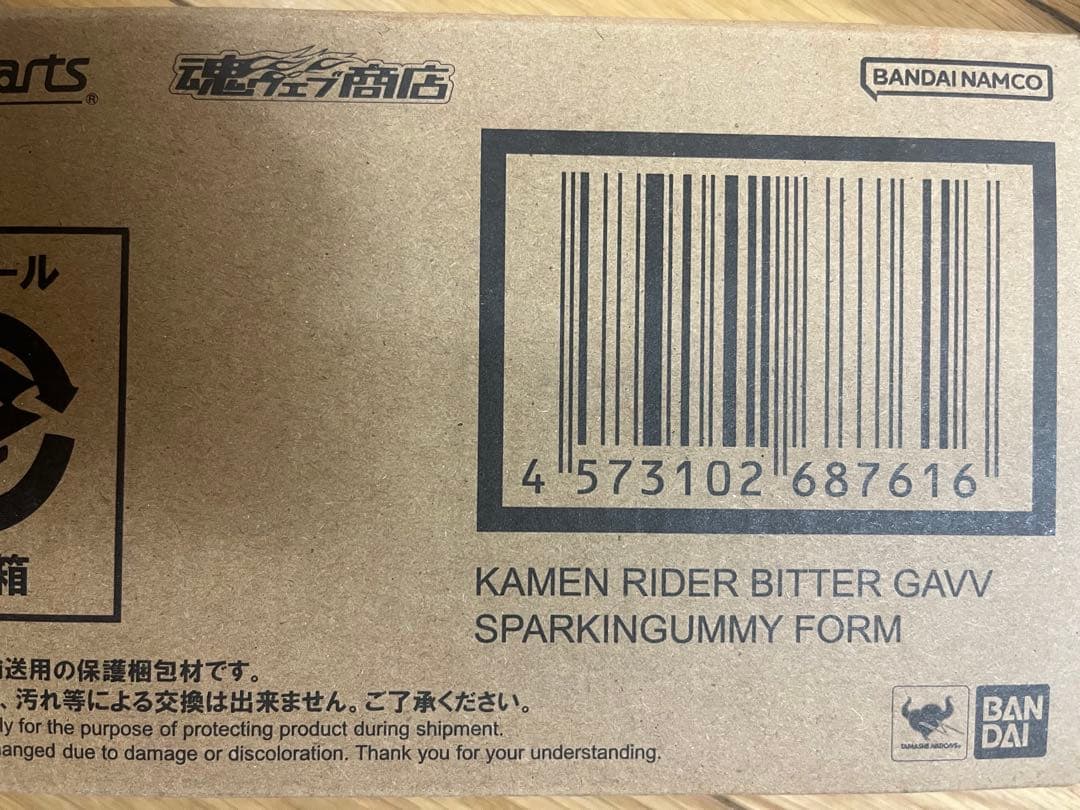 arts®
魂ウェブ商店
BANDAI NAMCO
ール
箱
4 573102 687616
KAMEN RIDER BITTER GAVV
SPARKINGUMMY FORM
送用の保護梱包材です。
、汚れ等による交換は出来ません。ご了承ください。
ly for the purpose of protecting product during shipment.
anged due to damage or discoloration. Thank you for your understanding.
TAMASHII NATIONS
BAN
DAI